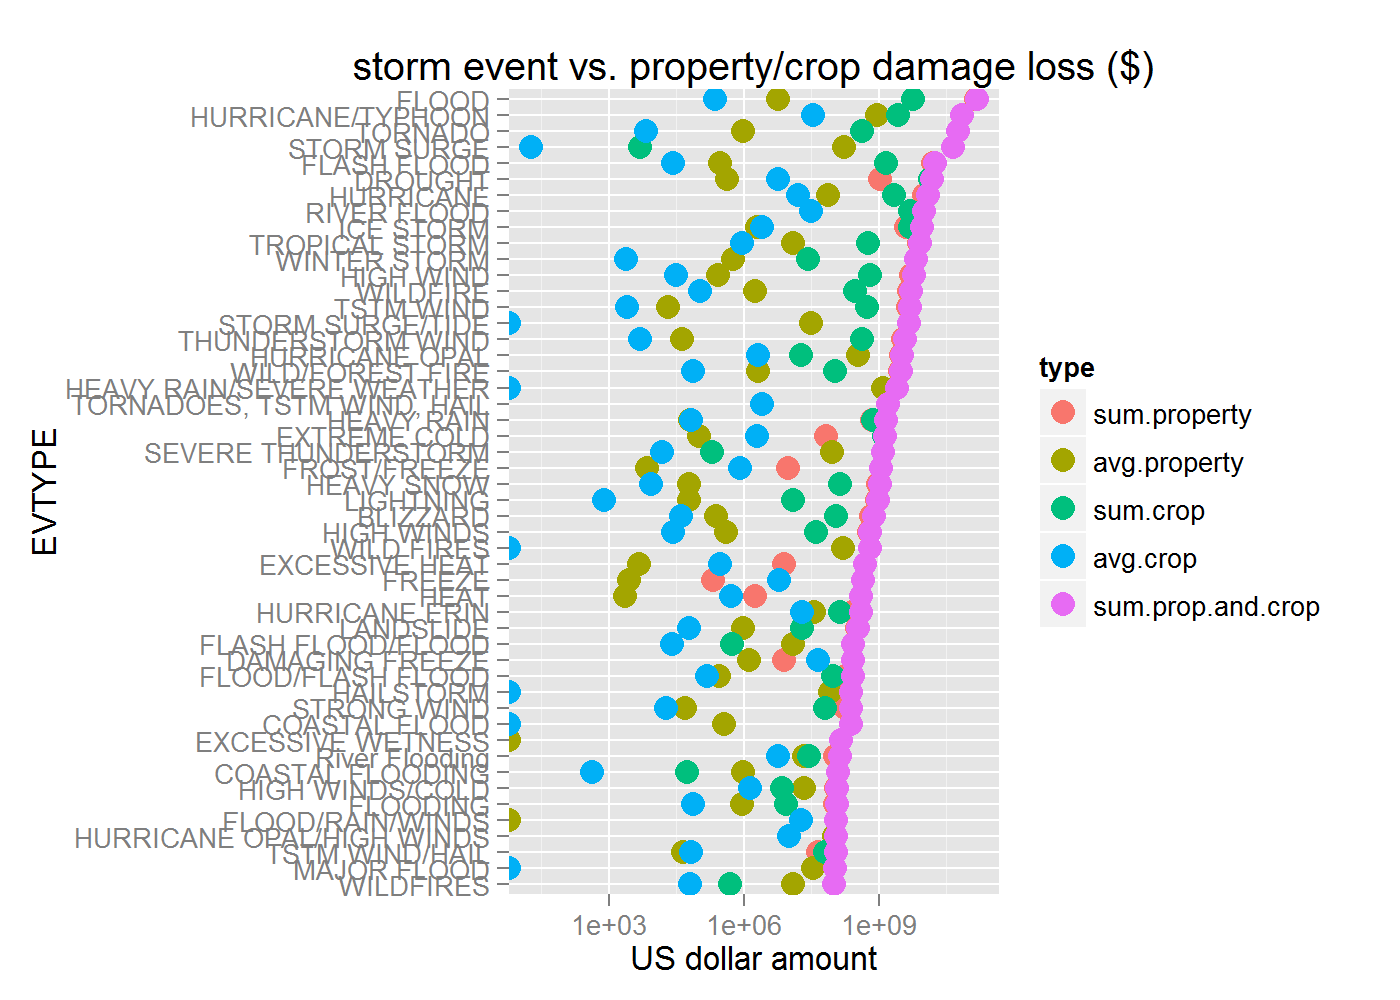 storm event vs. property/crop damage loss ($)
EVTYPE
FLOOD
HURRICANE/TYPHOON
TORNADO
STORM SURGE
FLASH FLOOD
DROUGHT
HURRICANE
RIVER FLOOD
ICE STORM
TROPICAL STORM
WINTER STORM
HIGH WIND
WILDFIRE
TSTM WIND
STORM SURGE/TIDE
THUNDERSTORM WIND
HURRICANE OPAL
WILD/FOREST FIRE
HEAVY RAIN/SEVERE WEATHER
TORNADOES, TSTM WIND, HAIL
HEAVY RAIN
EXTREME COLD
SEVERE THUNDERSTORM
FROST/FREEZE
HEAVY SNOW
LIGHTNING
BLIZZARD
HIGH WINDS
WILD FIRES
EXCESSIVE HEAT
FREEZE
HEAT
HURRICANE ERIN
LANDSLIDE
FLASH FLOOD/FLOOD
DAMAGING FREEZE
FLOOD/FLASH FLOOD
HAILSTORM
STRONG WIND
COASTAL FLOOD
EXCESSIVE WETNESS
River Flooding
COASTAL FLOODING
HIGH WINDS/COLD
FLOODING
FLOOD/RAIN/WINDS
HURRICANE OPAL/HIGH WINDS
TSTM WIND/HAIL
MAJOR FLOOD
WILDFIRES
1e+03 1e+06 1e+09
US dollar amount
type
sum.property
avg.property
sum.crop
avg.crop
sum.prop.and.crop